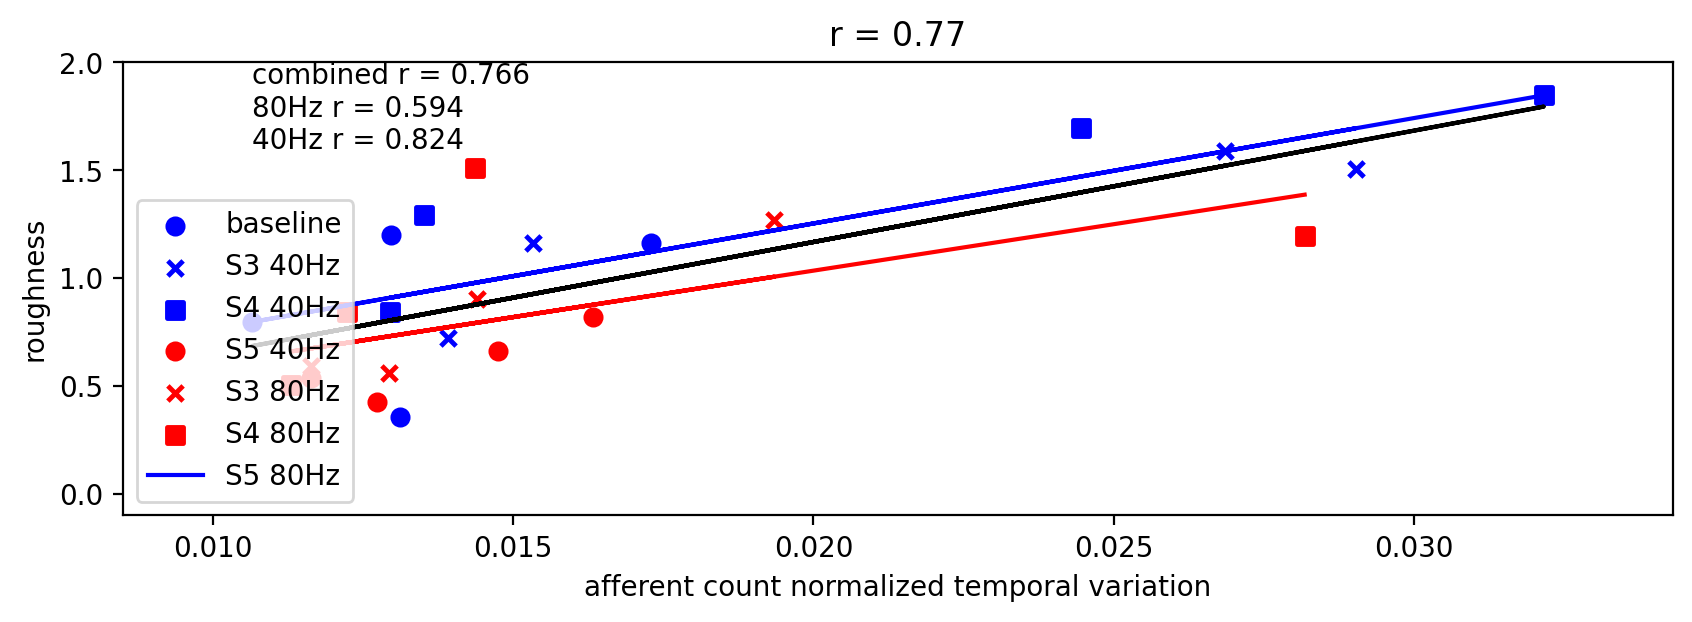 r = 0.77
combined r = 0.766
80Hz r = 0.594
40Hz r = 0.824
2.0
1.5
1.0
0.5
0.0
roughness
baseline
S3 40Hz
S4 40Hz
S5 40Hz
S3 80Hz
S4 80Hz
S5 80Hz
0.010 0.015 0.020 0.025 0.030
afferent count normalized temporal variation